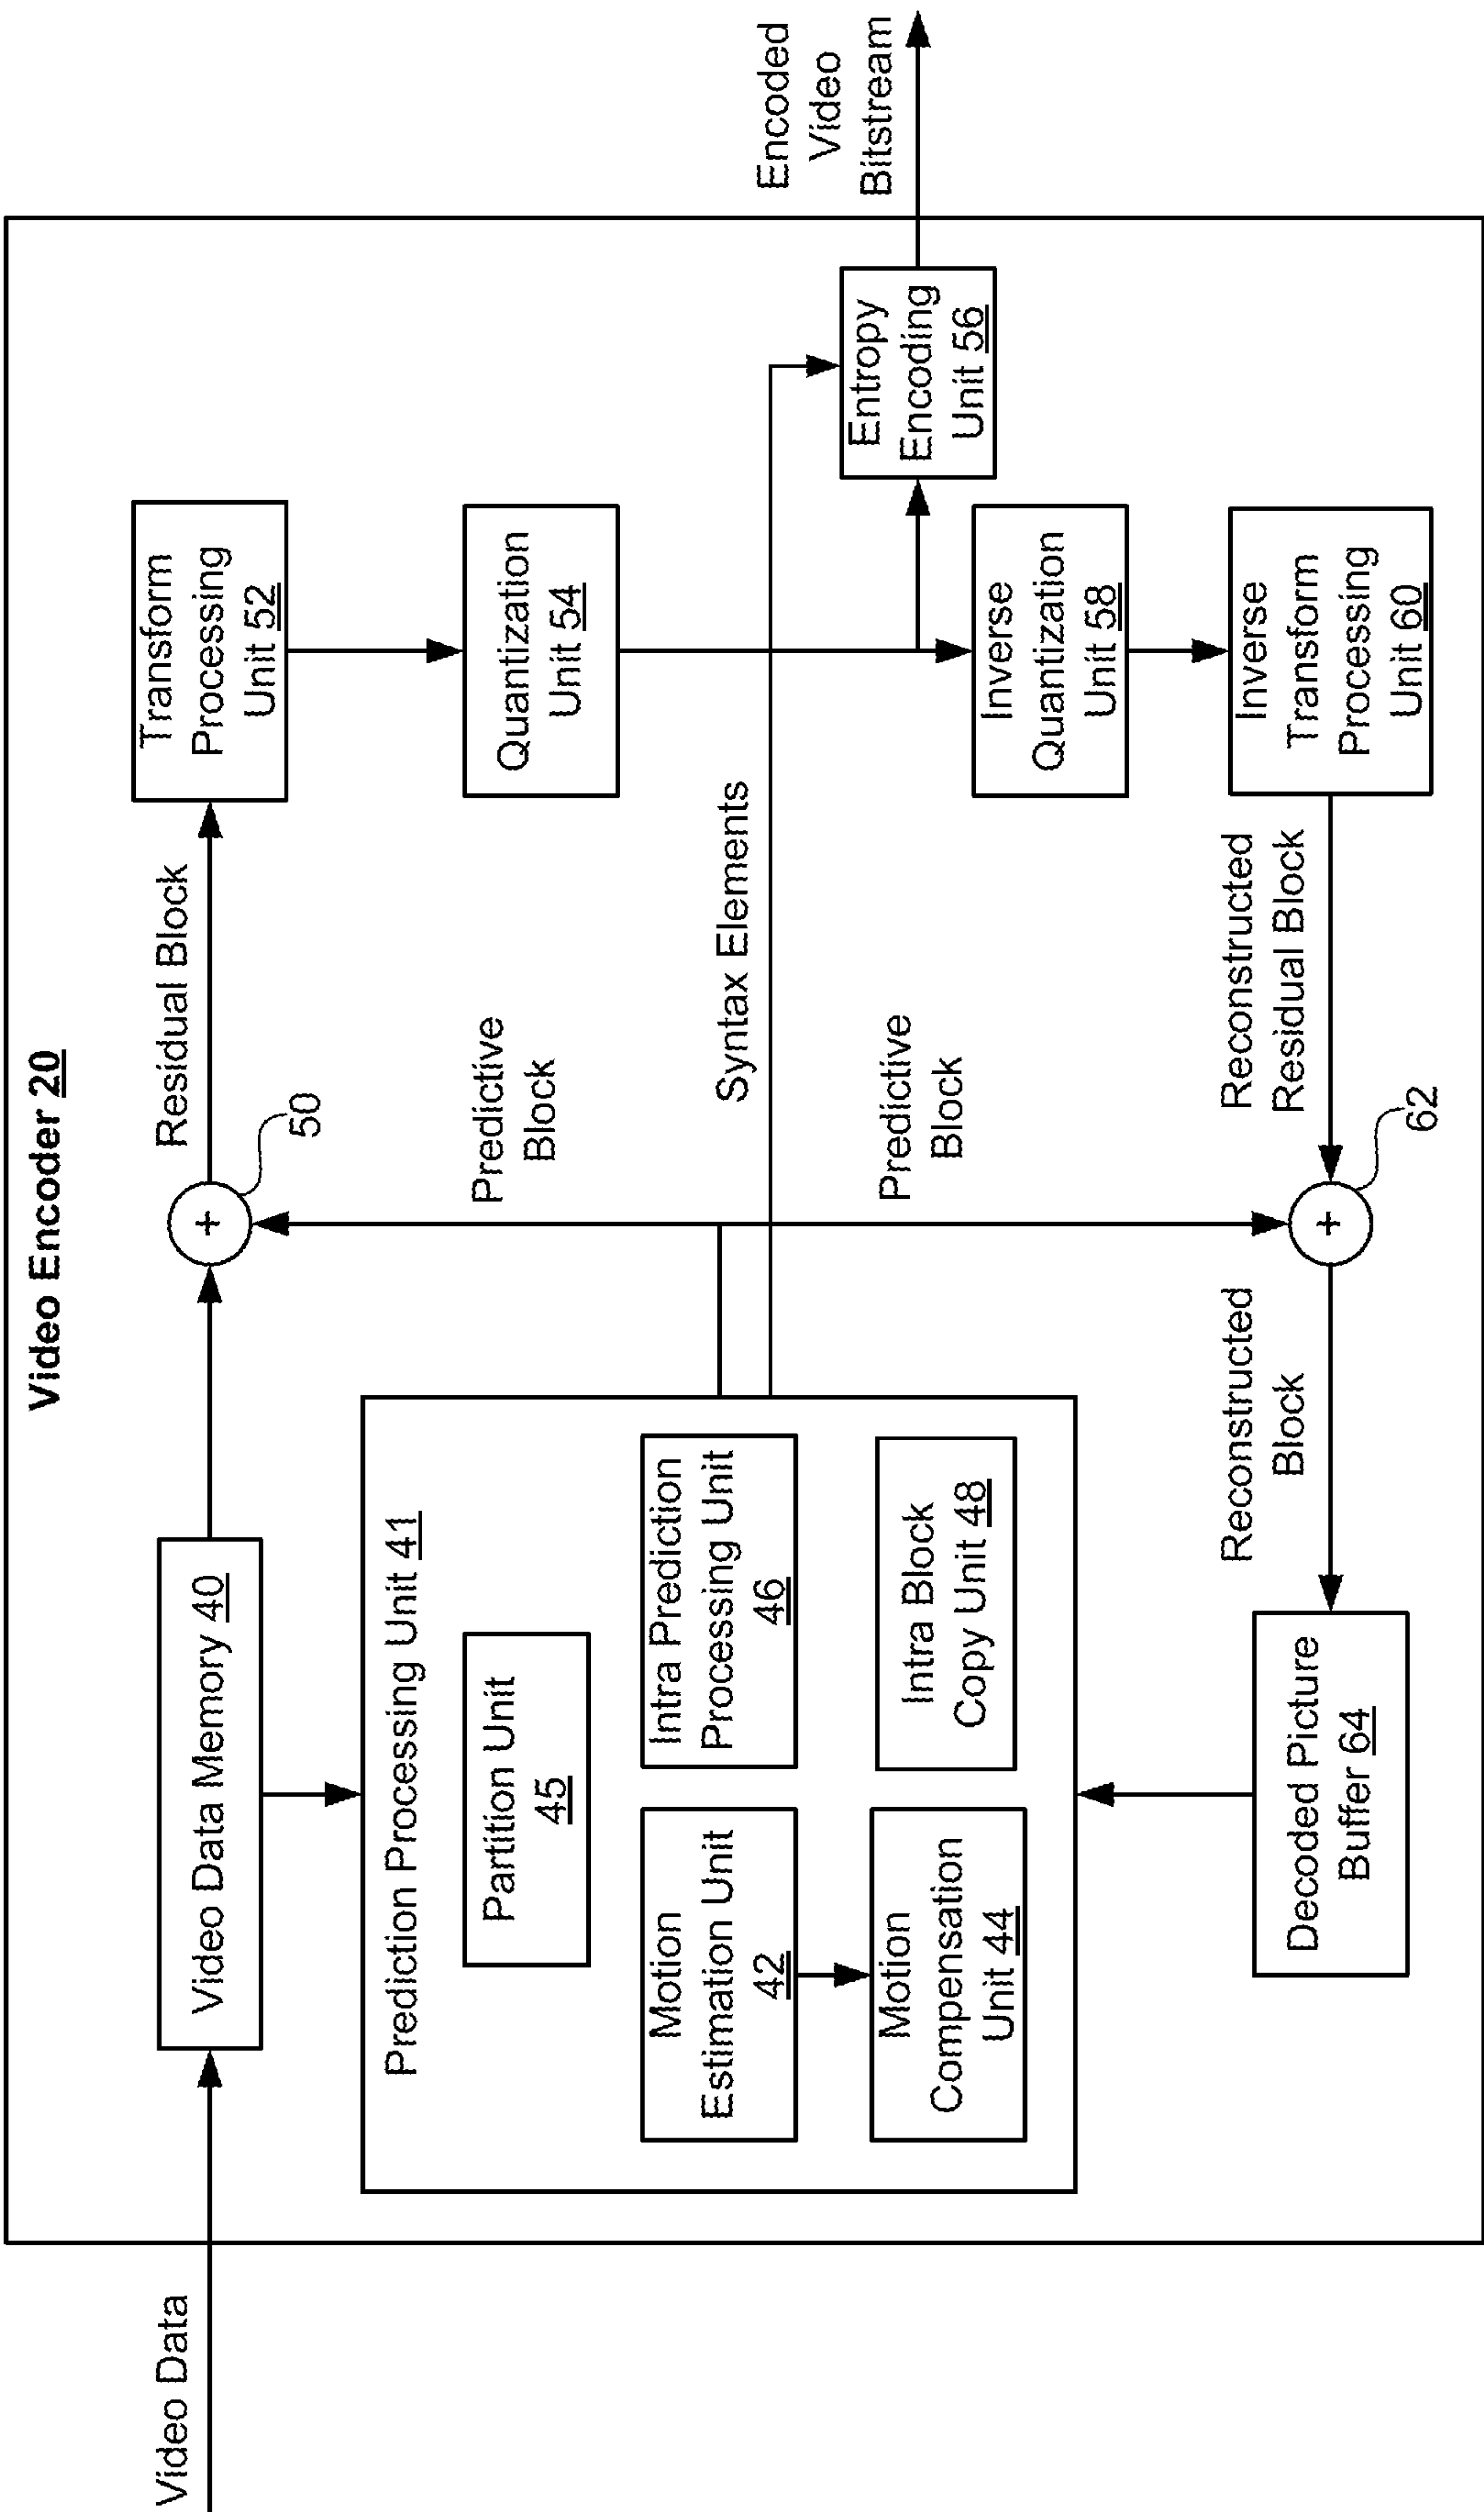 Video Encoder 20
Video Data
Video Data Memory 40
50
Residual Block
Transform
Processing
Unit 52
Prediction Processing Unit 41
Partition Unit
45
Motion
Estimation Unit
42
Intra Prediction
Processing Unit
46
Motion
Compensation
Unit 44
Intra Block
Copy Unit 48
Predictive
Block
Quantization
Unit 54
Syntax Elements
Predictive
Block
Entropy
Encoding
Unit 56
Encoded
Video
Bitstream
Inverse
Quantization
Unit 58
Decoded Picture
Buffer 64
Reconstructed
Block
62
Reconstructed
Residual Block
Inverse
Transform
Processing
Unit 60
+
+